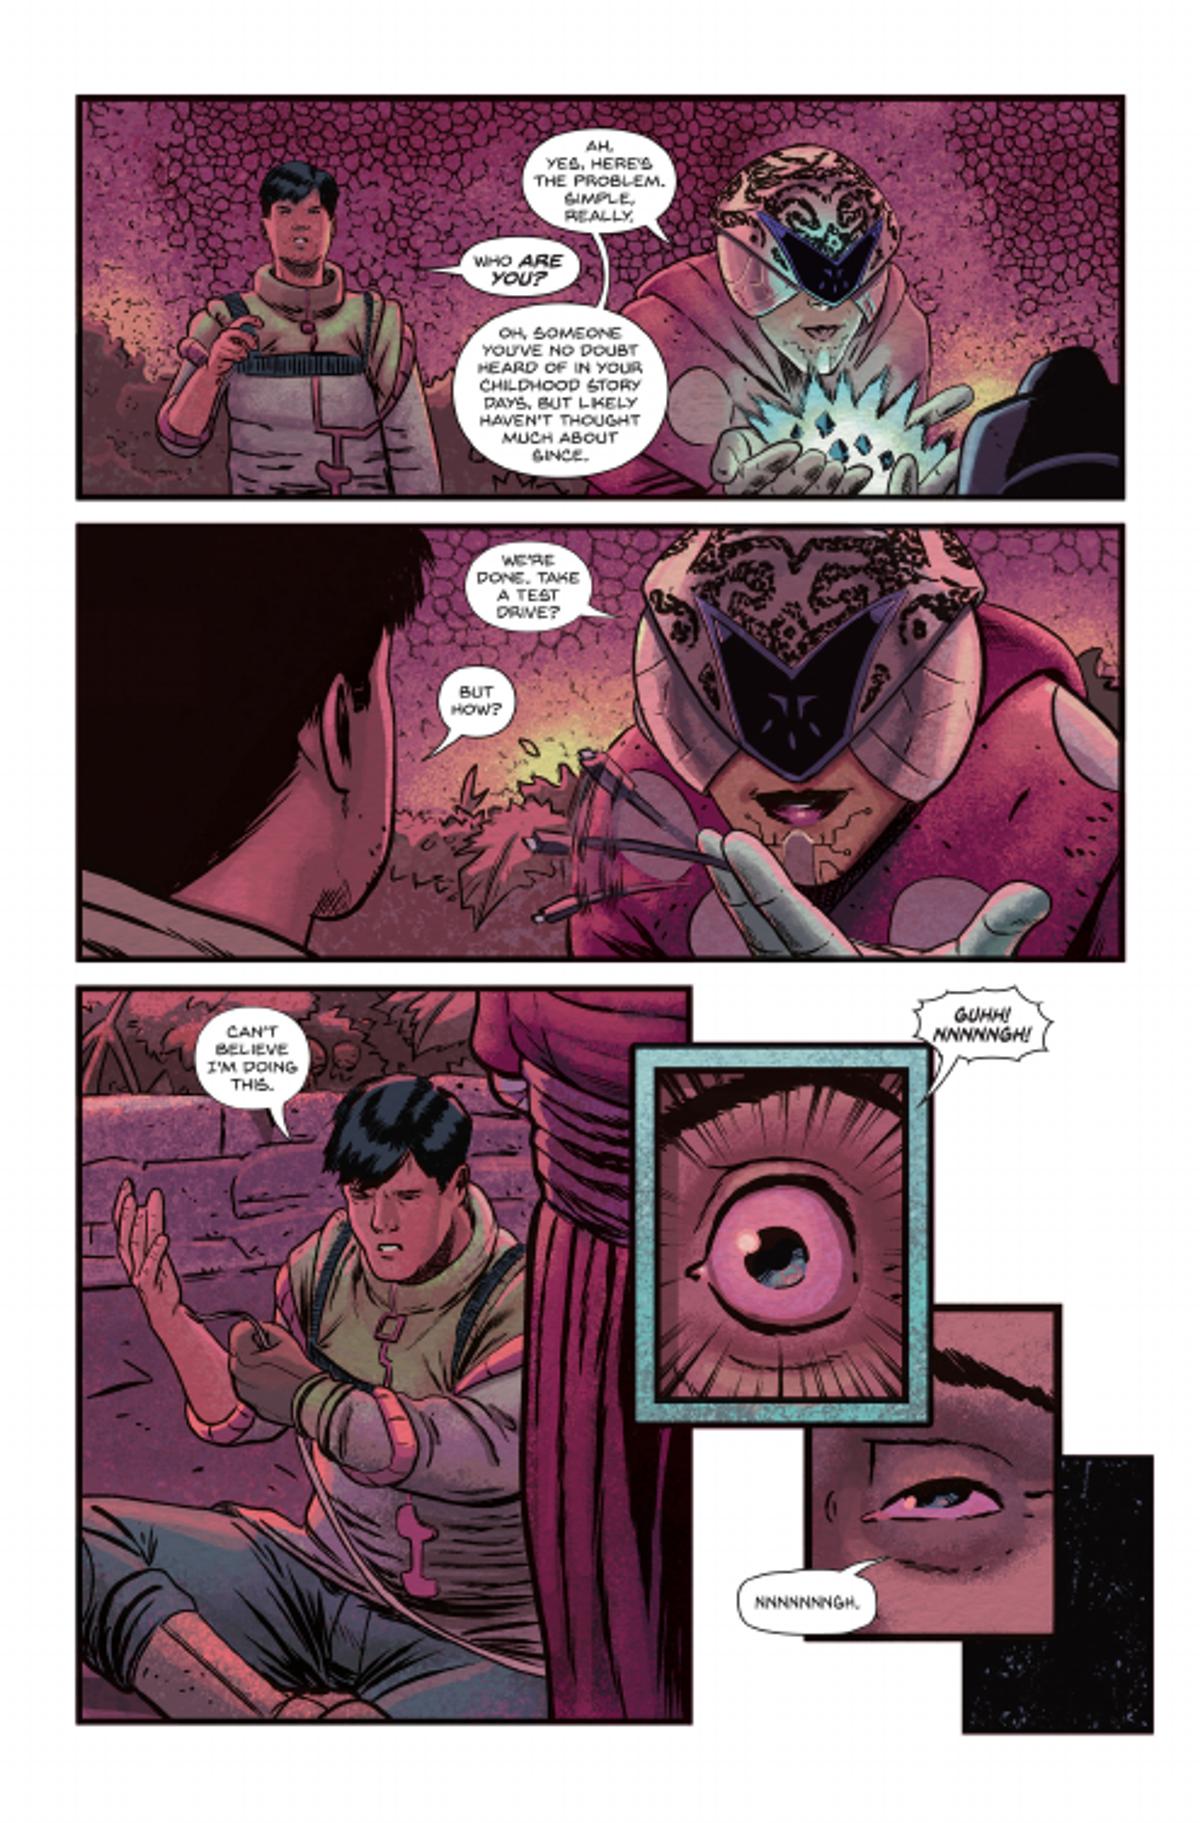 AH,
YES, HERE'S
THE PROBLEM.
SIMPLE,
REALLY.
WHO ARE
YOU?
OH, SOMEONE
YOU'VE NO DOUBT
HEARD OF IN YOUR
CHILDHOOD STORY
DAYS, BUT LIKELY
HAVEN'T THOUGHT
MUCH ABOUT
SINCE.
WE'RE
DONE. TAKE
A TEST
DRIVE?
BUT
HOW?
CAN'T
BELIEVE
I'M DOING
THIS.
GUHH!
NNNNNGH!
NNNNNNNGH.